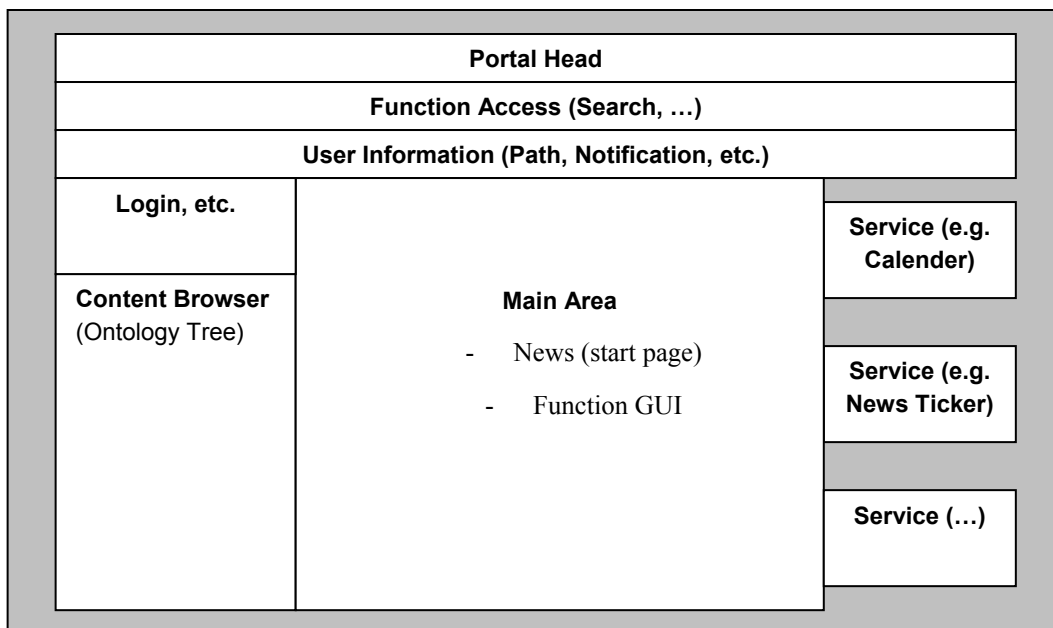 Portal Head
Function Access (Search, …)
User Information (Path, Notification, etc.)
Login, etc.
Content Browser
(Ontology Tree)
Main Area
- News (start page)
- Function GUI
Service (e.g.
Calender)
Service (e.g.
News Ticker)
Service (…)